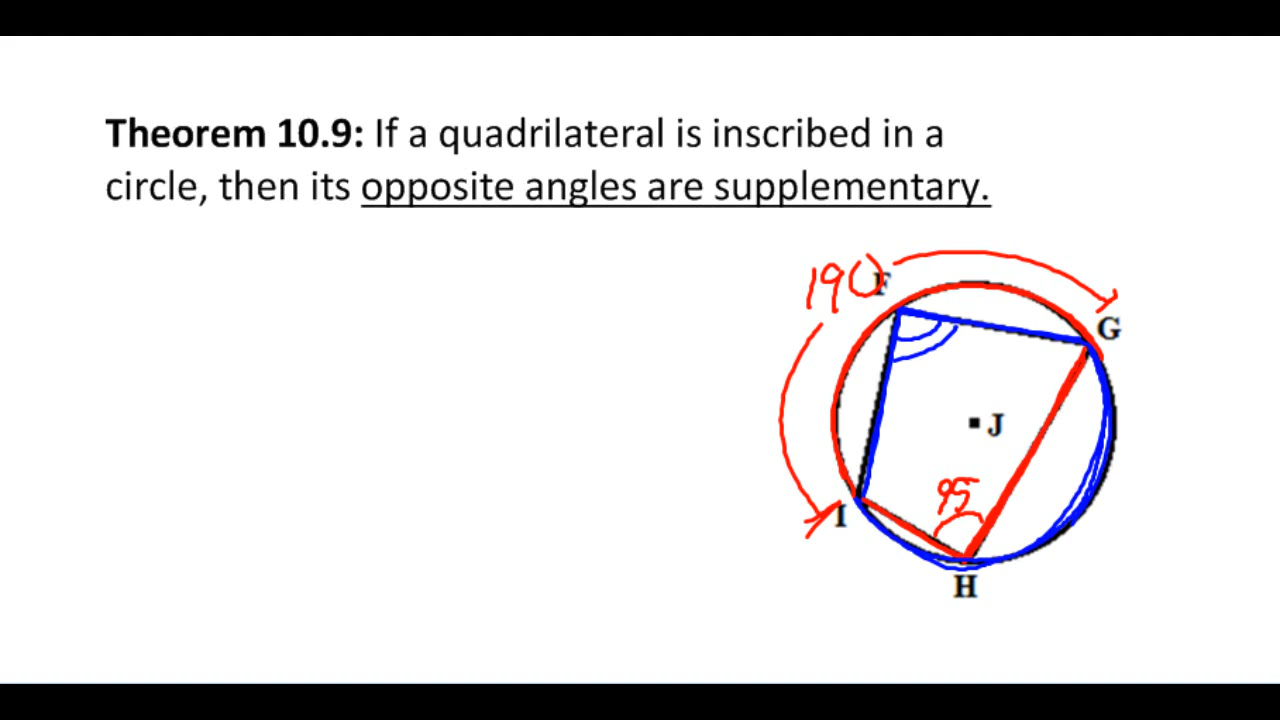 Theorem 10.9: If a quadrilateral is inscribed in a
circle, then its opposite angles are supplementary.
190
F
G
J
95
I
H